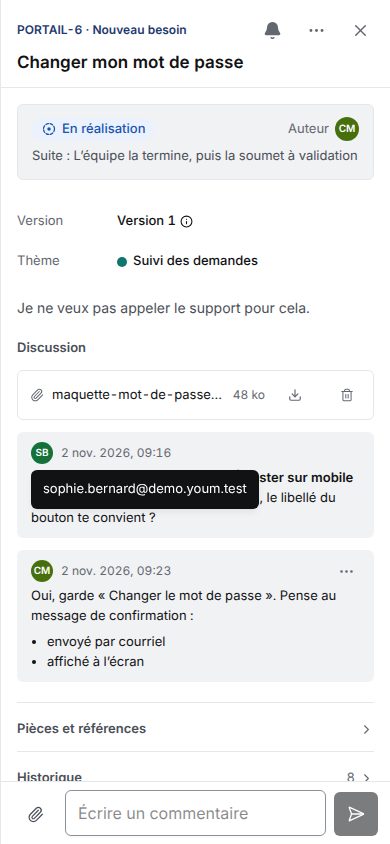 PORTAIL-6 · Nouveau besoin
Changer mon mot de passe
En réalisation
Auteur CM
Suite : L’équipe la termine, puis la soumet à validation
Version Version 1
Thème Suivi des demandes
Je ne veux pas appeler le support pour cela.
Discussion
maquette-mot-de-passe... 48 ko
SB 2 nov. 2026, 09:16
ster sur mobile
sophie.bernard@demo.youm.test
, le libellé du
bouton te convient ?
CM 2 nov. 2026, 09:23
Oui, garde « Changer le mot de passe ». Pense au
message de confirmation :
• envoyé par courriel
• affiché à l’écran
Pièces et références
Historique 8
Écrire un commentaire